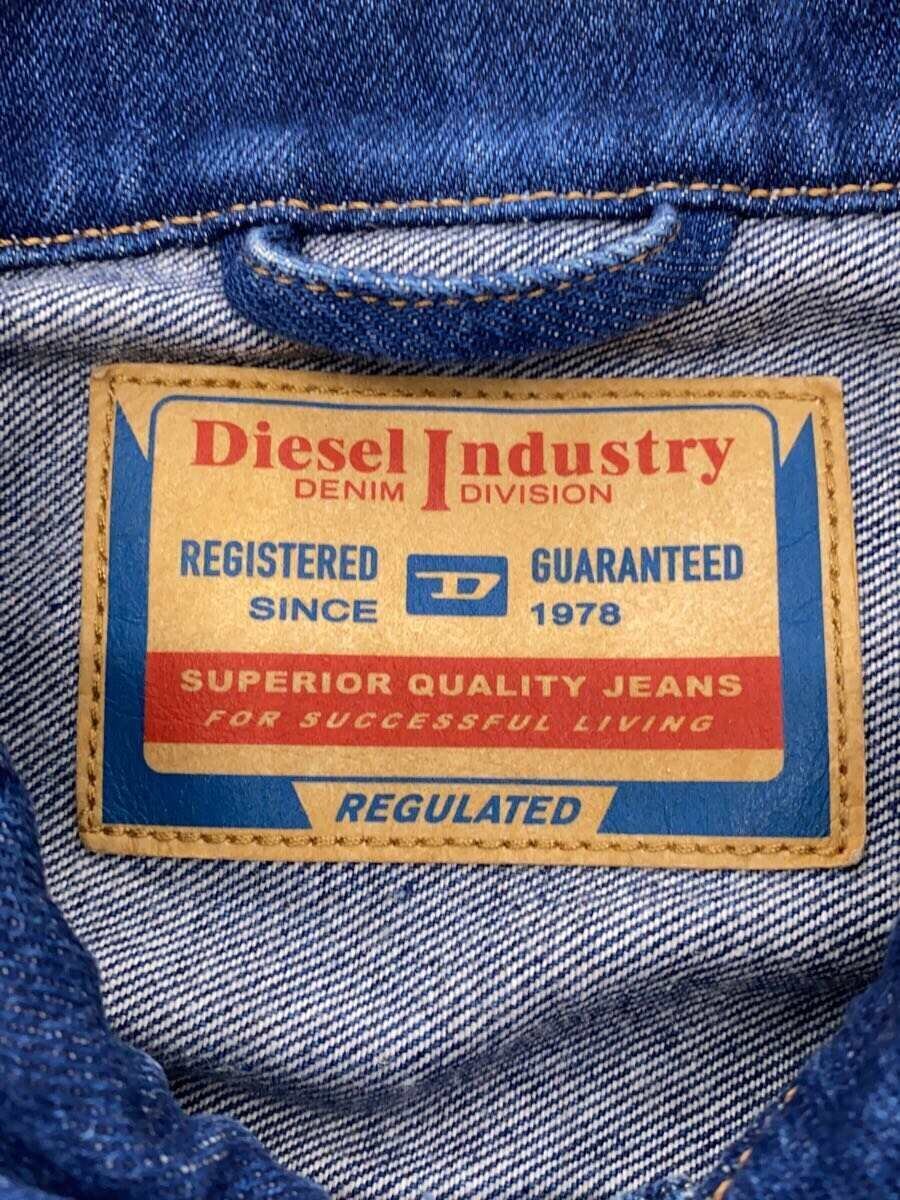 Diesel Industry
DENIM DIVISION
REGISTERED D GUARANTEED
SINCE 1978
SUPERIOR QUALITY JEANS
FOR SUCCESSFUL LIVING
REGULATED